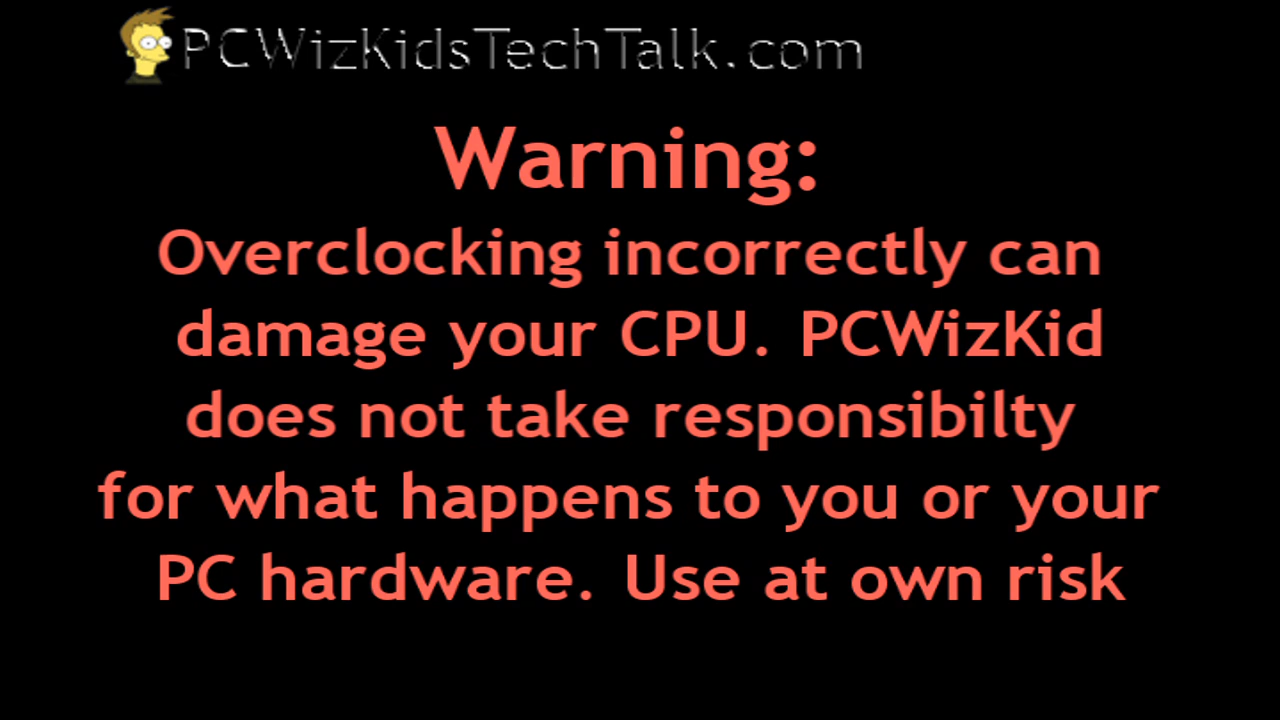 PCWizKidsTechTalk.com
Warning:
Overclocking incorrectly can
damage your CPU. PCWizKid
does not take responsibilty
for what happens to you or your
PC hardware. Use at own risk